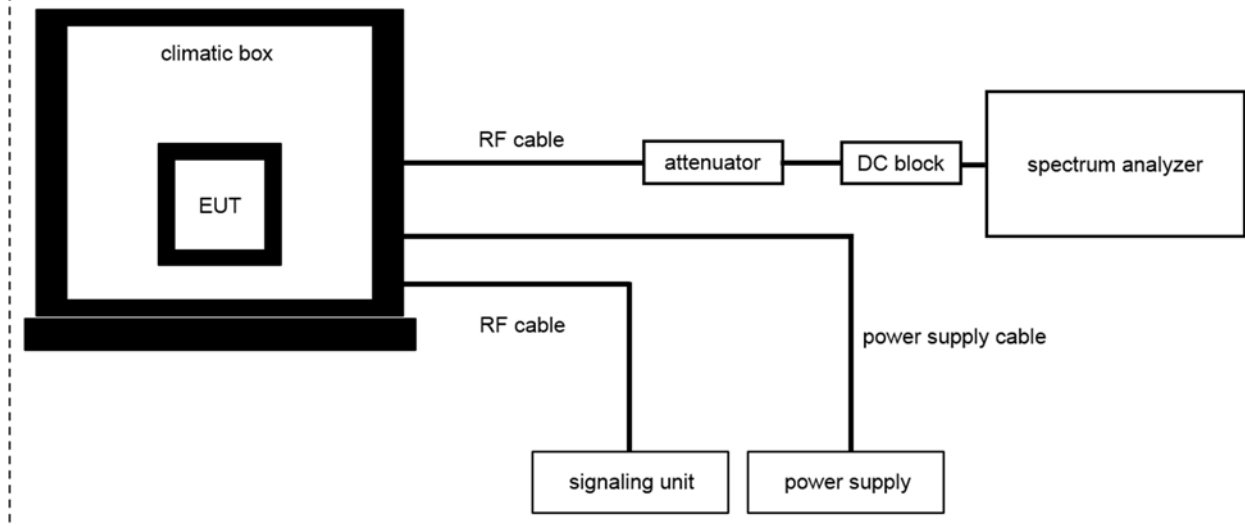 climatic box
RF cable
attenuator
DC block
spectrum analyzer
EUT
RF cable
power supply cable
signaling unit
power supply